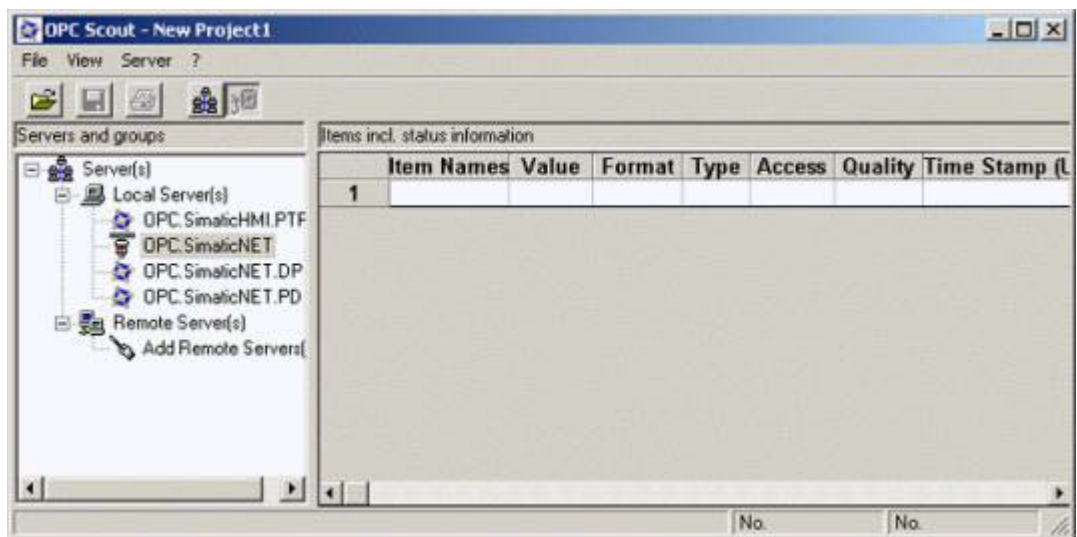 OPC Scout - New Project1
File View Server ?
Servers and groups
Items incl. status information
Server(s)
Local Server(s)
OPC.SimaticHMI.PTF
OPC.SimaticNET
OPC.SimaticNET.DP
OPC.SimaticNET.PD
Remote Server(s)
Add Remote Servers(
Item Names Value Format Type Access Quality Time Stamp (L
1
No. No.